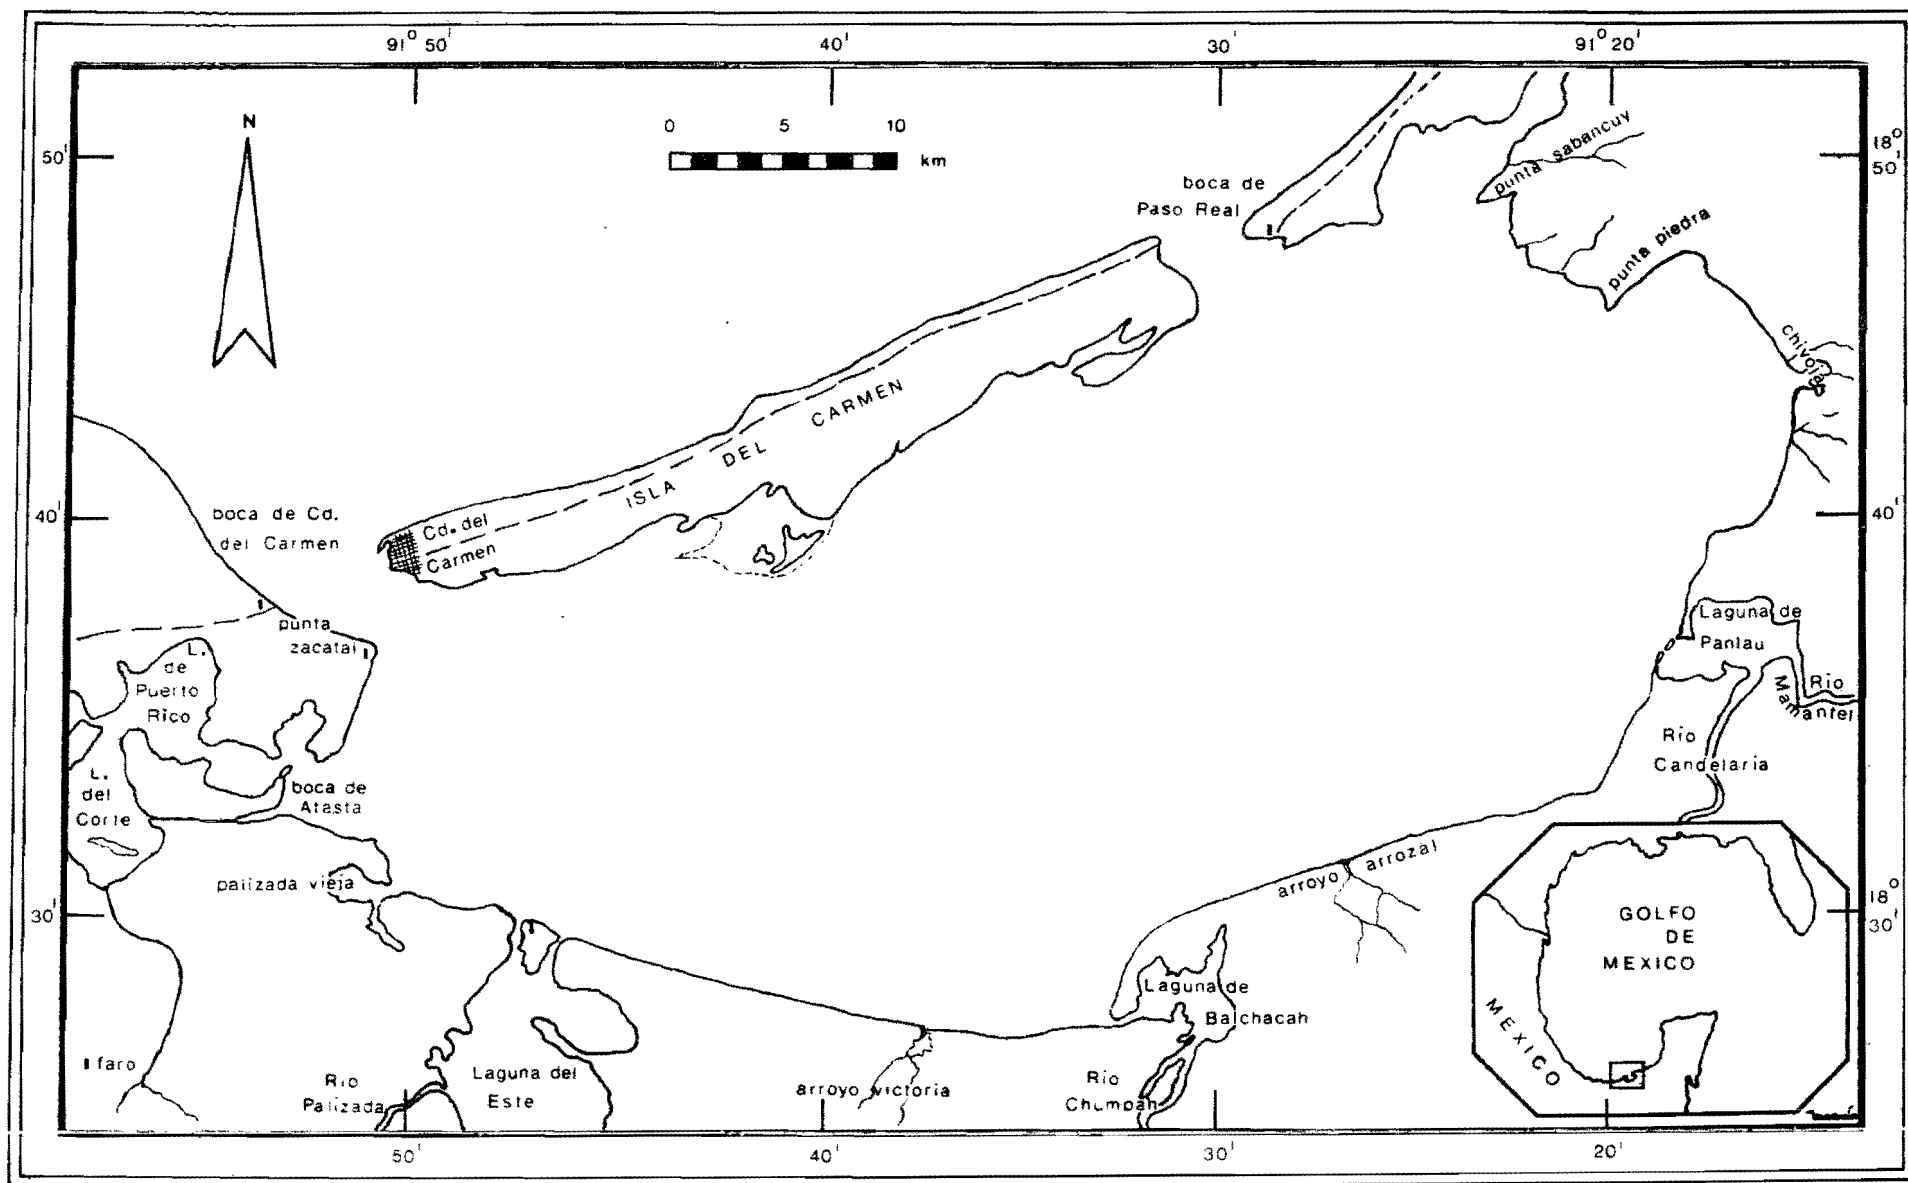 91° 50'
40'
30'
91° 20'
N
0
5
10
km
50'
18°
50'
punta sabancuy
boca de
Paso Real
punta piedra
chivoja
ISLA DEL CARMEN
boca de Cd.
del Carmen
Cd. del
Carmen
40'
40'
punta
zacatal
L.
de
Puerto
Rico
Laguna de
Panlau
Río
Mamantel
Río
Candelaria
L.
del
Corte
boca de
Atasta
palizada vieja
arroyo arrozal
30'
18°
30'
GOLFO
DE
MEXICO
MEXICO
Laguna de
Balchacah
faro
Río
Palizada
Laguna del
Este
arroyo victoria
Río
Chumpan
50'
40'
30'
20'